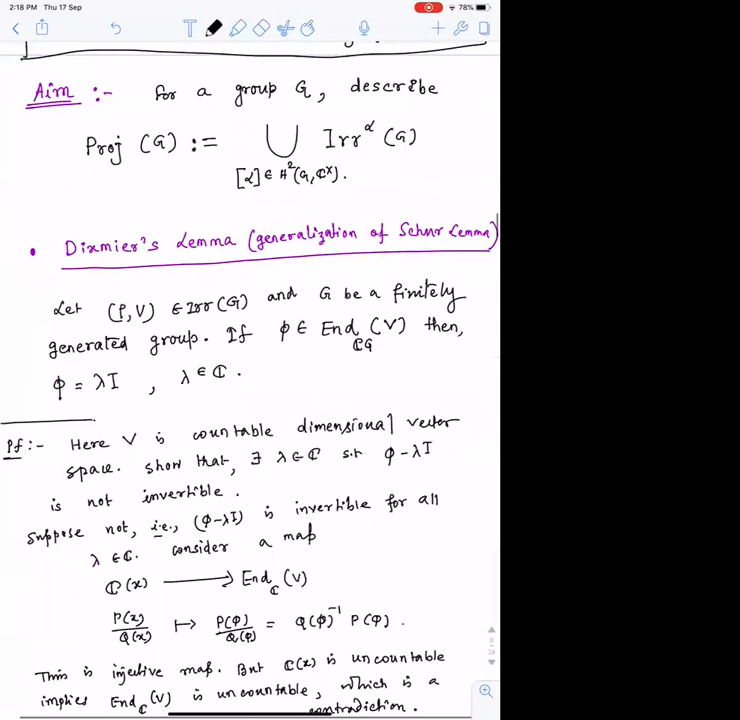 2:18 PM Thu 17 Sep
78%
Aim :- For a group G, describe
Proj (G) := ⋃ Irr^α (G)
[α] ∈ H²(G, ℂ^×).
• Dixmier's Lemma (generalization of Schur Lemma)
Let (ρ, V) ∈ Irr(G) and G be a finitely
generated group. If φ ∈ End_ℂG (V) then,
φ = λI , λ ∈ ℂ.
Pf :- Here V is countable dimensional vector
space. Show that, ∃ λ ∈ ℂ s.t φ - λI
is not invertible.
Suppose not, i.e., (φ-λI) is invertible for all
λ ∈ ℂ. consider a map
ℂ(x) ⟶ End_ℂ(V)
P(x)/Q(x) ↦ P(φ)/Q(φ) = Q(φ)^-1 P(φ).
This is injective map. But ℂ(x) is uncountable
implies End_ℂ(V) is uncountable, which is a
contradiction.